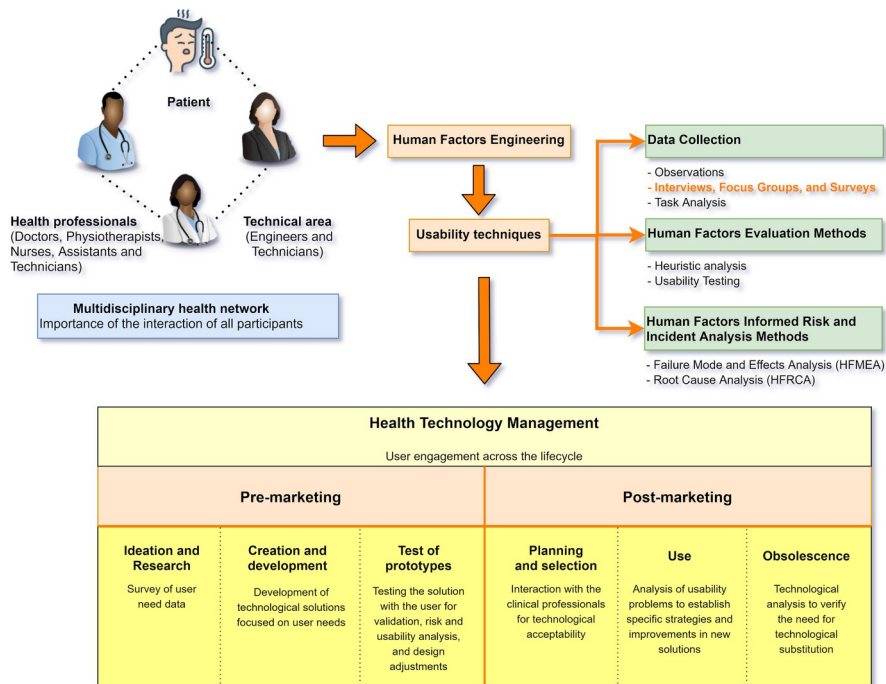 Patient
Health professionals
(Doctors, Physiotherapists,
Nurses, Assistants and
Technicians)
Technical area
(Engineers and
Technicians)
Multidisciplinary health network
Importance of the interaction of all participants
Human Factors Engineering
Usability techniques
Data Collection
- Observations
- Interviews, Focus Groups, and Surveys
- Task Analysis
Human Factors Evaluation Methods
- Heuristic analysis
- Usability Testing
Human Factors Informed Risk and
Incident Analysis Methods
- Failure Mode and Effects Analysis (HFMEA)
- Root Cause Analysis (HFRCA)
Health Technology Management
User engagement across the lifecycle
Pre-marketing
Post-marketing
Ideation and
Research
Survey of user
need data
Creation and
development
Development of
technological solutions
focused on user needs
Test of
prototypes
Testing the solution
with the user for
validation, risk and
usability analysis,
and design
adjustments
Planning
and selection
Interaction with the
clinical professionals
for technological
acceptability
Use
Analysis of usability
problems to establish
specific strategies and
improvements in new
solutions
Obsolescence
Technological
analysis to verify
the need for
technological
substitution